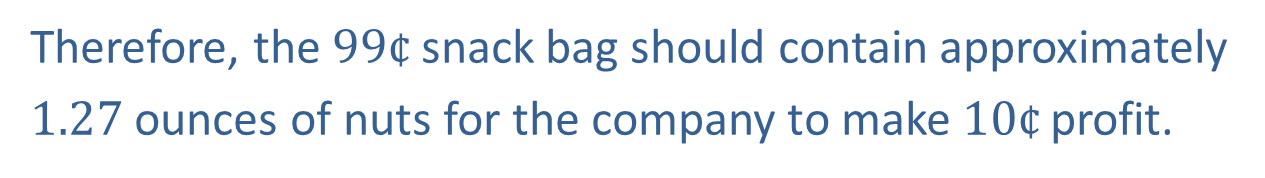 Therefore, the 99¢ snack bag should contain approximately
1.27 ounces of nuts for the company to make 10¢ profit.